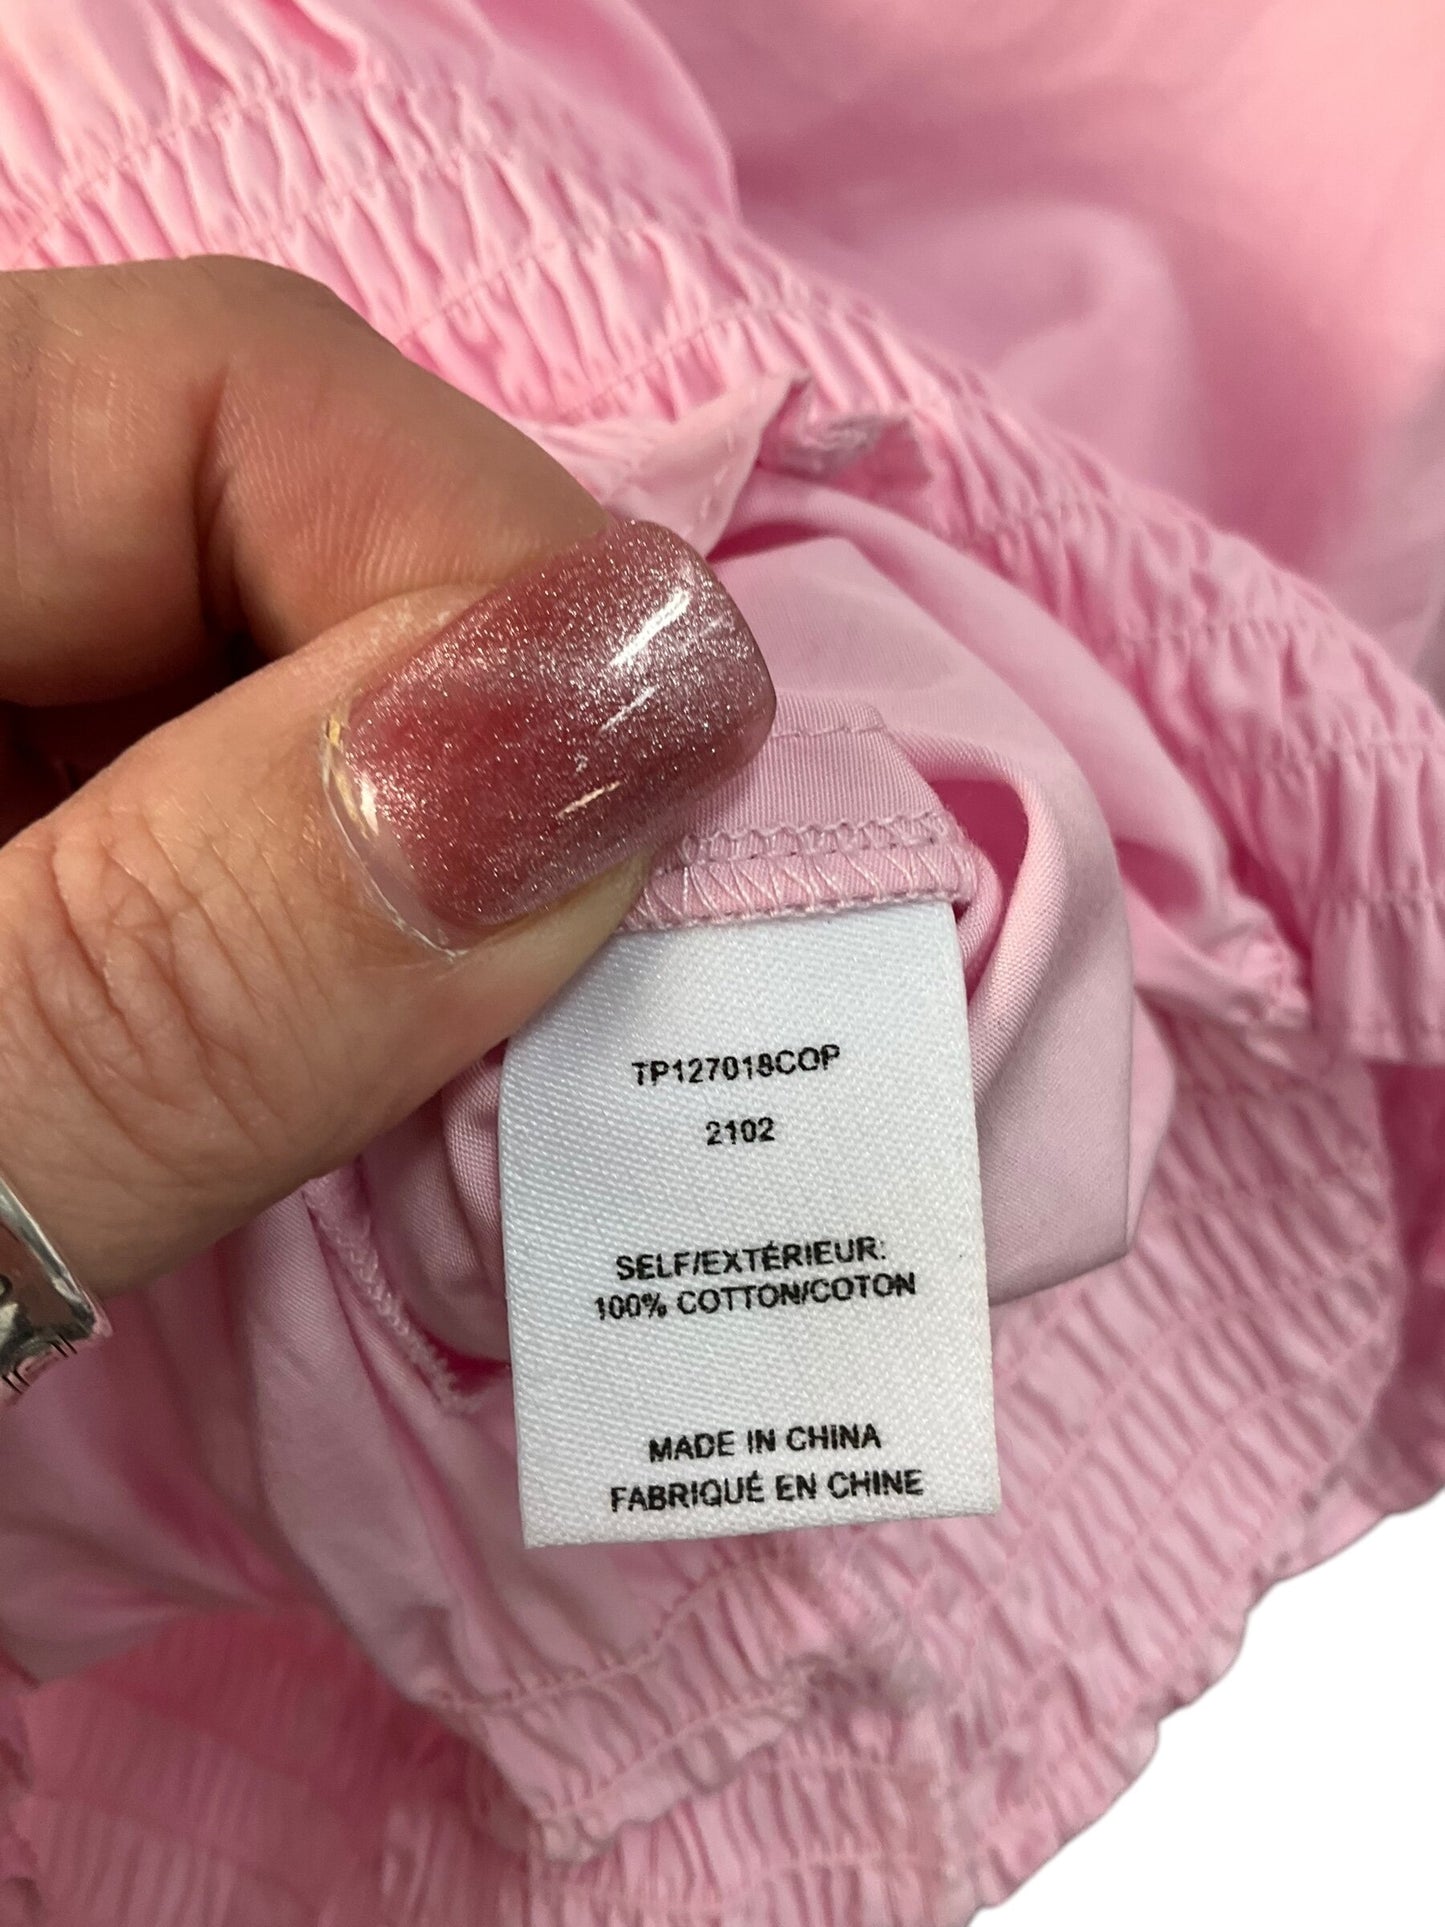 TP127018COP
2102
SELF/EXTÉRIEUR:
100% COTTON/COTON
MADE IN CHINA
FABRIQUÉ EN CHINE